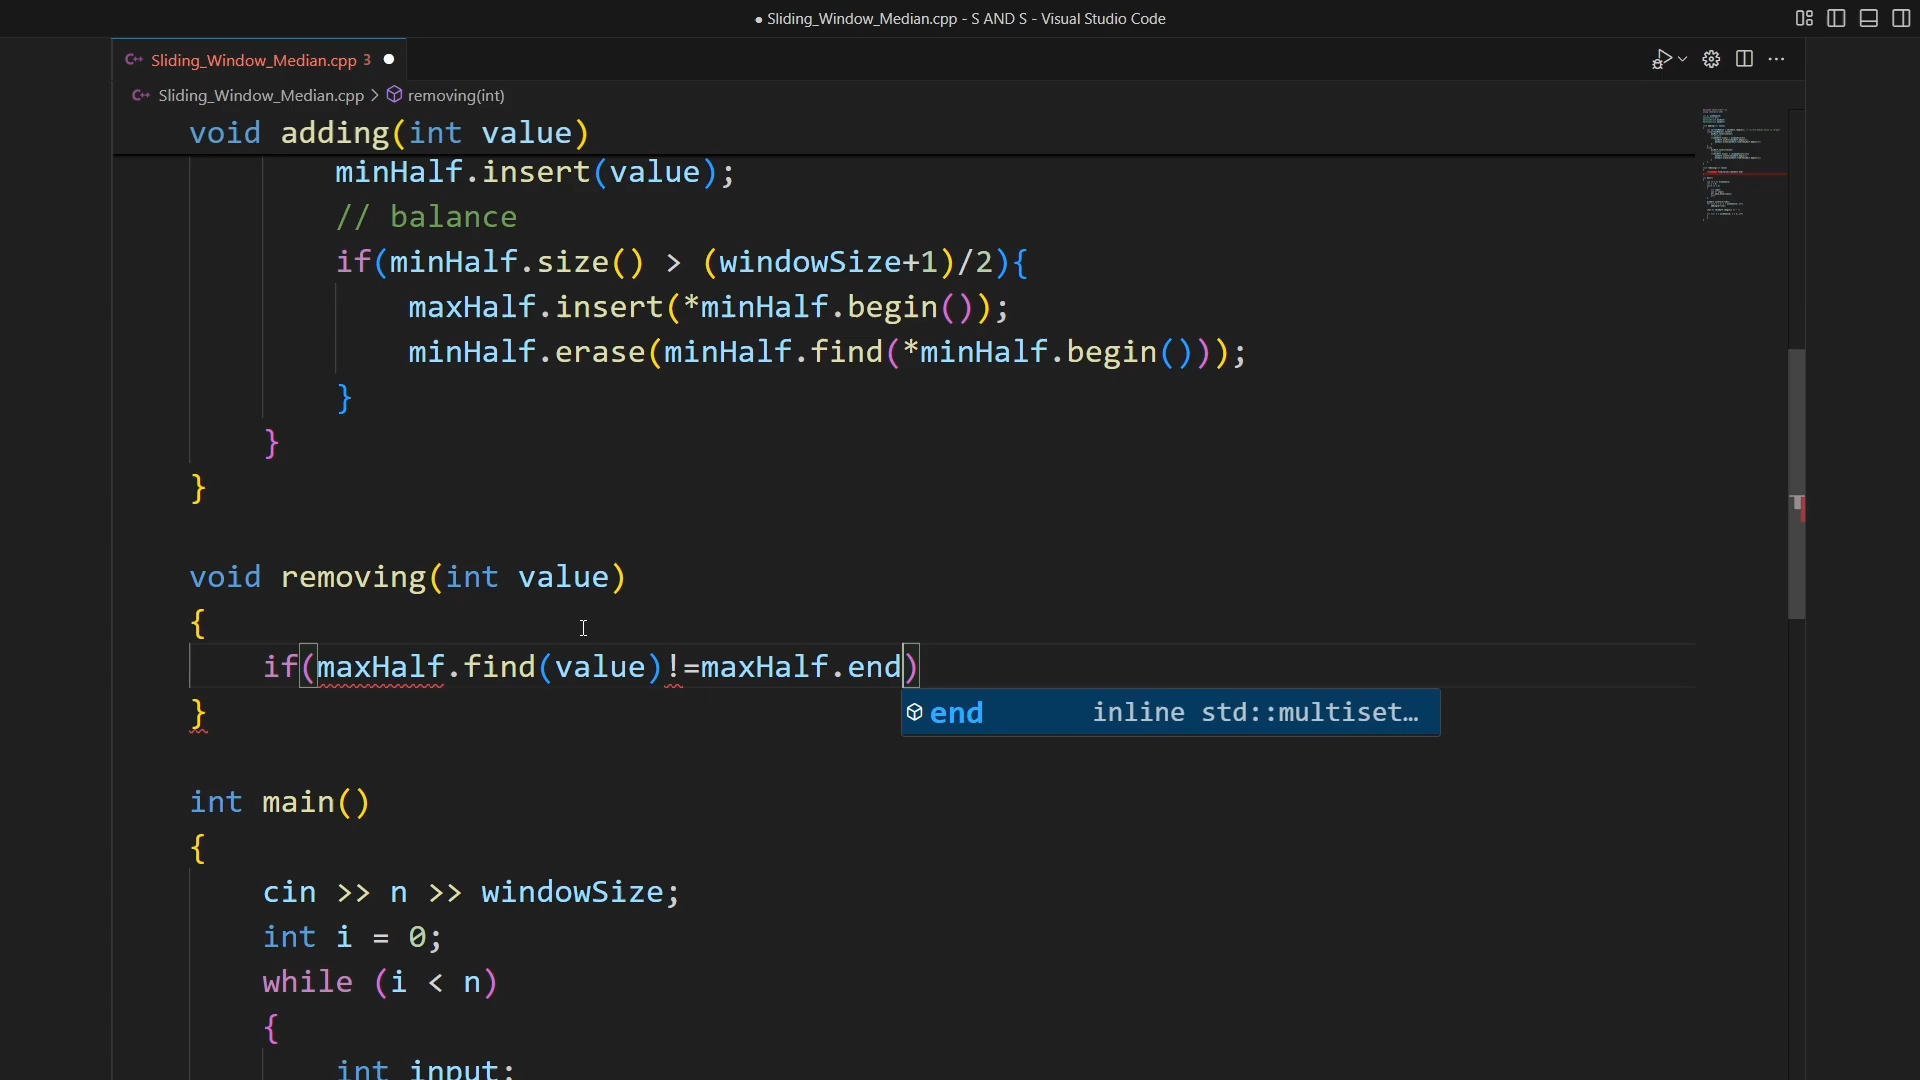 ● Sliding_Window_Median.cpp - S AND S - Visual Studio Code
C++ Sliding_Window_Median.cpp 3 ●
C++ Sliding_Window_Median.cpp > removing(int)
void adding(int value)
minHalf.insert(value);
// balance
if(minHalf.size() > (windowSize+1)/2){
maxHalf.insert(*minHalf.begin());
minHalf.erase(minHalf.find(*minHalf.begin()));
}
}
}
void removing(int value)
{
if(maxHalf.find(value)!=maxHalf.end)
end inline std::multiset…
}
int main()
{
cin >> n >> windowSize;
int i = 0;
while (i < n)
{
int input;